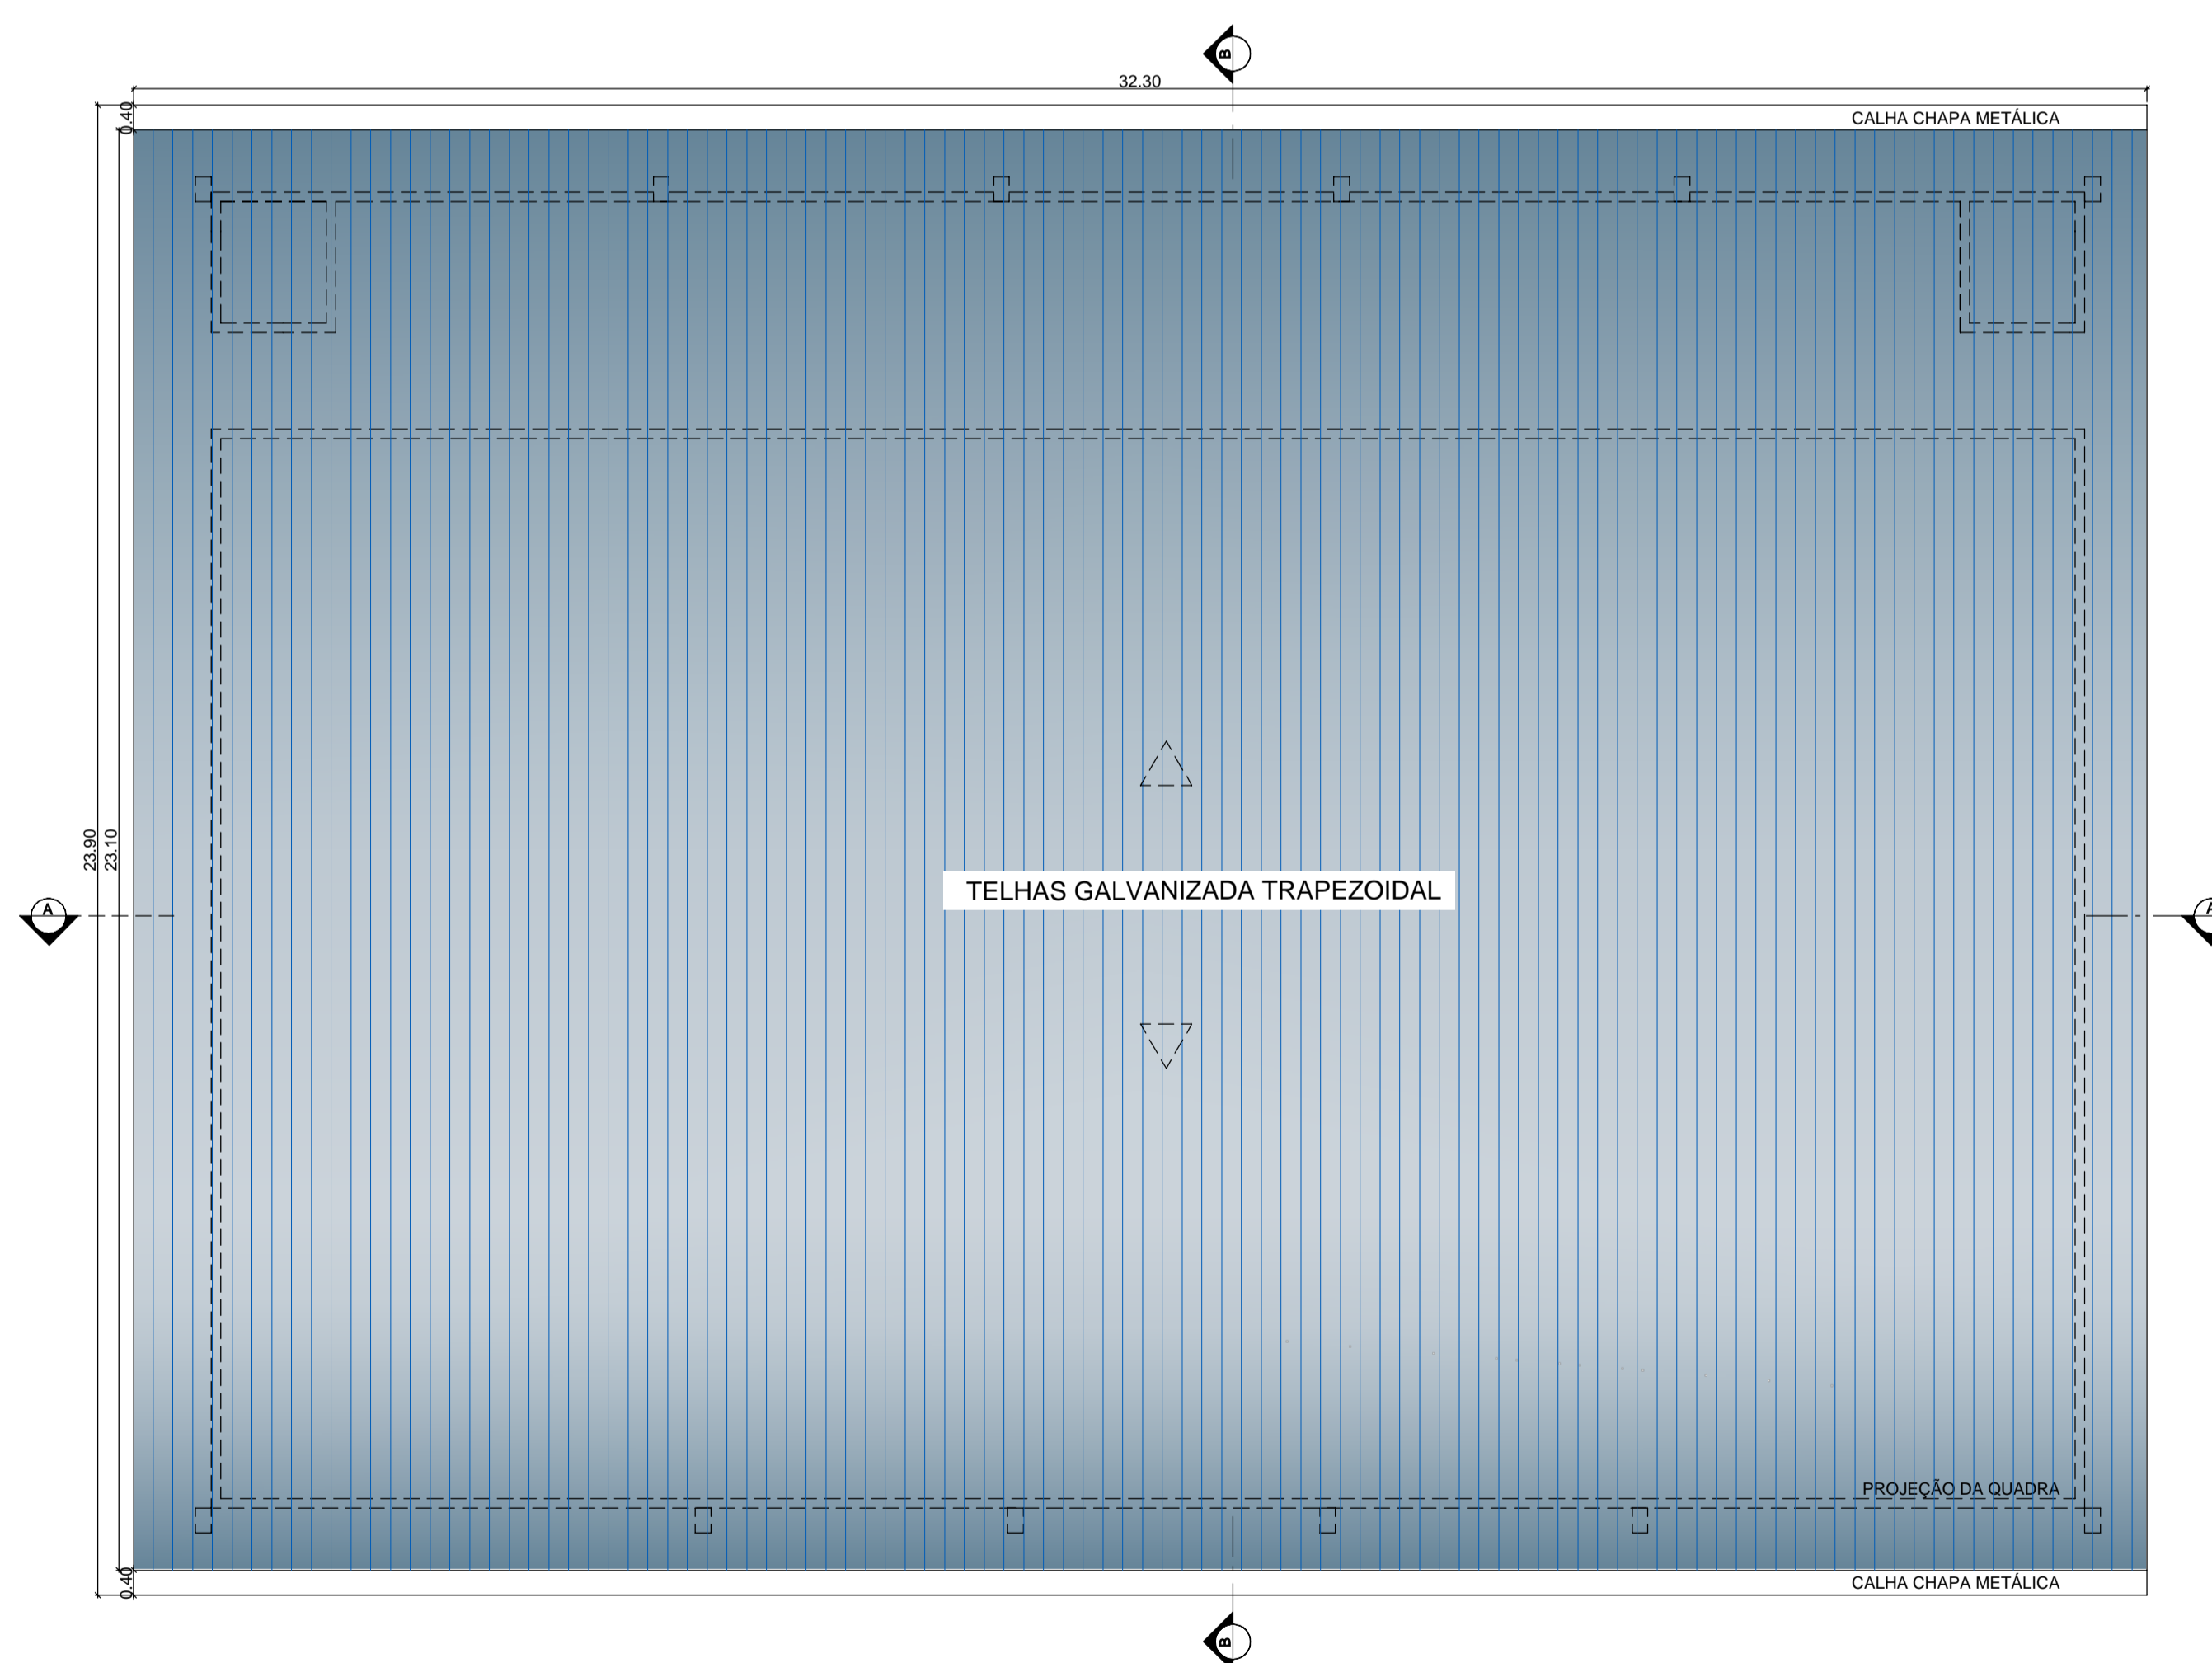 B
32.30
0.40
CALHA CHAPA METÁLICA
23.90
23.10
TELHAS GALVANIZADA TRAPEZOIDAL
A
A
PROJEÇÃO DA QUADRA
0.40
CALHA CHAPA METÁLICA
B